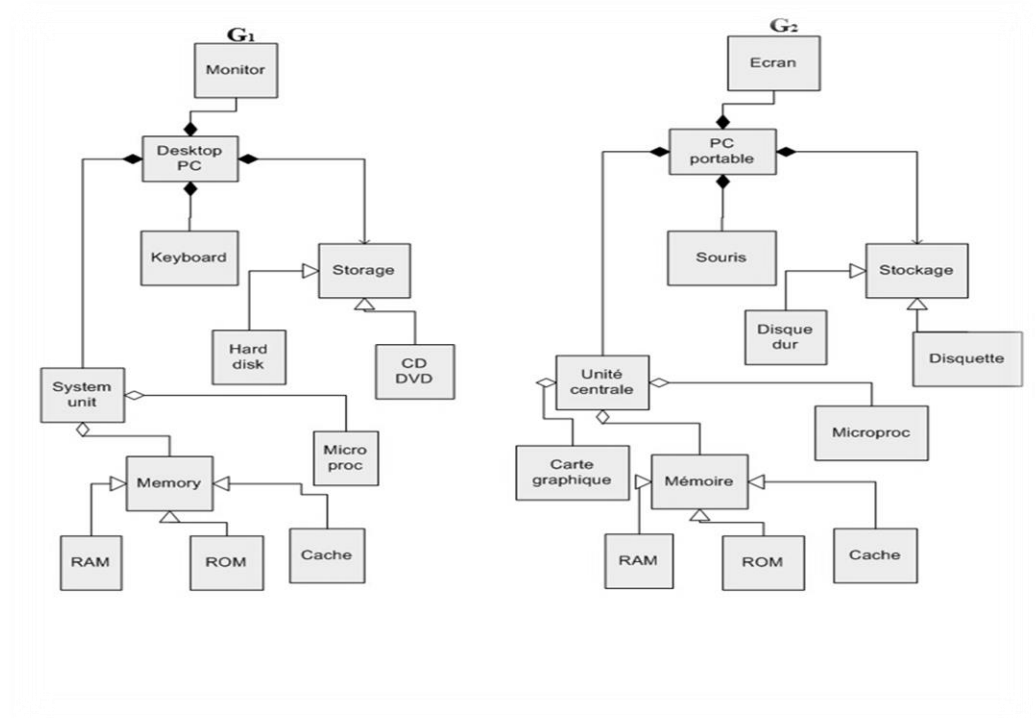 G1
Monitor
Desktop
PC
Keyboard
Storage
Hard
disk
CD
DVD
System
unit
Micro
proc
Memory
RAM
ROM
Cache
G2
Ecran
PC
portable
Souris
Stockage
Disque
dur
Disquette
Unité
centrale
Microproc
Carte
graphique
Mémoire
RAM
ROM
Cache